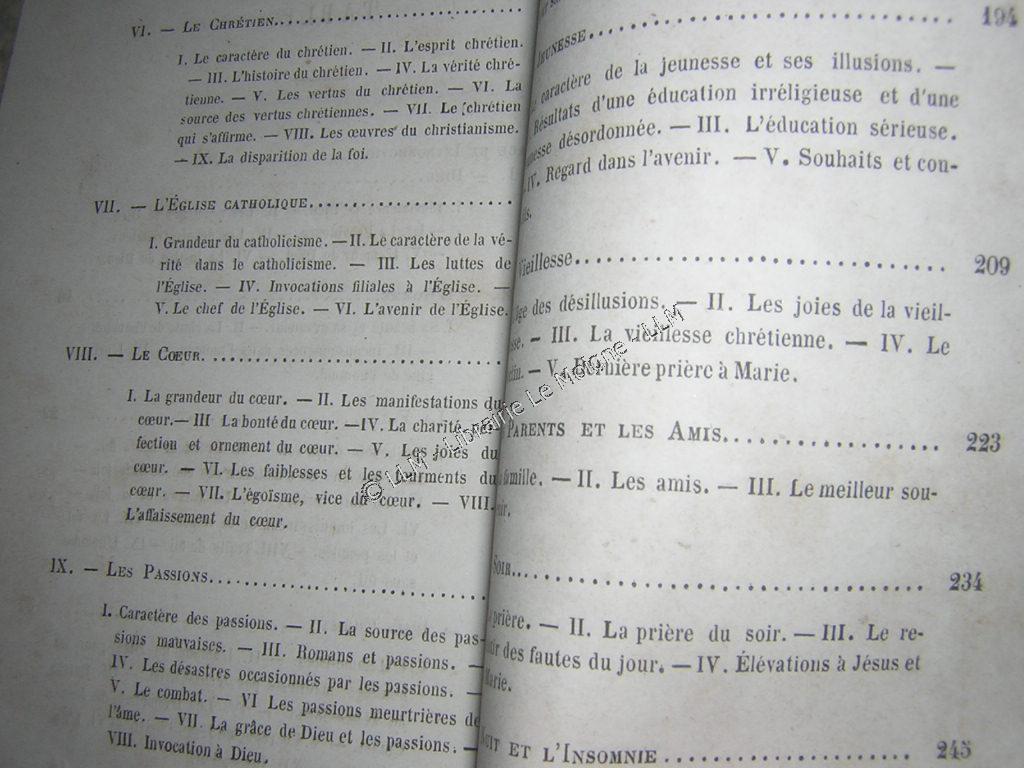 VI. — LE CHRÉTIEN..............................
I. Le caractère du chrétien. — II. L'esprit chrétien.
— III. L'histoire du chrétien. — IV. La vérité chré-
tienne. — V. Les vertus du chrétien. — VI. La
source des vertus chrétiennes. — VII. Le chrétien
qui s'affirme. — VIII. Les œuvres du christianisme.
— IX. La disparition de la foi.
VII. — L'ÉGLISE CATHOLIQUE........................
I. Grandeur du catholicisme. — II. Le caractère de la vé-
rité dans le catholicisme. — III. Les luttes de
l'Église. — IV. Invocations filiales à l'Église. —
V. Le chef de l'Église. — VI. L'avenir de l'Église.
VIII. — LE CŒUR..............................
I. La grandeur du cœur. — II. Les manifestations du
cœur. — III La bonté du cœur. — IV. La charité, per-
fection et ornement du cœur. — V. Les joies du
cœur. — VI. Les faiblesses et les tourments du
cœur. — VII. L'égoïsme, vice du cœur. — VIII.
L'affaissement du cœur.
IX. — LES PASSIONS..............................
I. Caractère des passions. — II. La source des pas-
sions mauvaises. — III. Romans et passions. —
IV. Les désastres occasionnés par les passions. —
V. Le combat. — VI Les passions meurtrières de
l'âme. — VII La grâce de Dieu et les passions. —
VIII. Invocation à Dieu.
JEUNESSE.............................. 194
caractère de la jeunesse et ses illusions. —
Résultats d'une éducation irréligieuse et d'une
désordonnée. — III. L'éducation sérieuse.
IV. Regard dans l'avenir. — V. Souhaits et con-
Vieillesse.............................. 209
des désillusions. — II. Les joies de la vieil-
— III. La vieillesse chrétienne. — IV. Le
— V. Dernière prière à Marie.
PARENTS ET LES AMIS.................. 223
famille. — II. Les amis. — III. Le meilleur sou-
SOIR.............................. 234
prière. — II. La prière du soir. — III. Le re-
des fautes du jour. — IV. Élévations à Jésus et
Marie.
ET L'INSOMNIE.................. 245
© LLM - Librairie Le Moigne - LLM